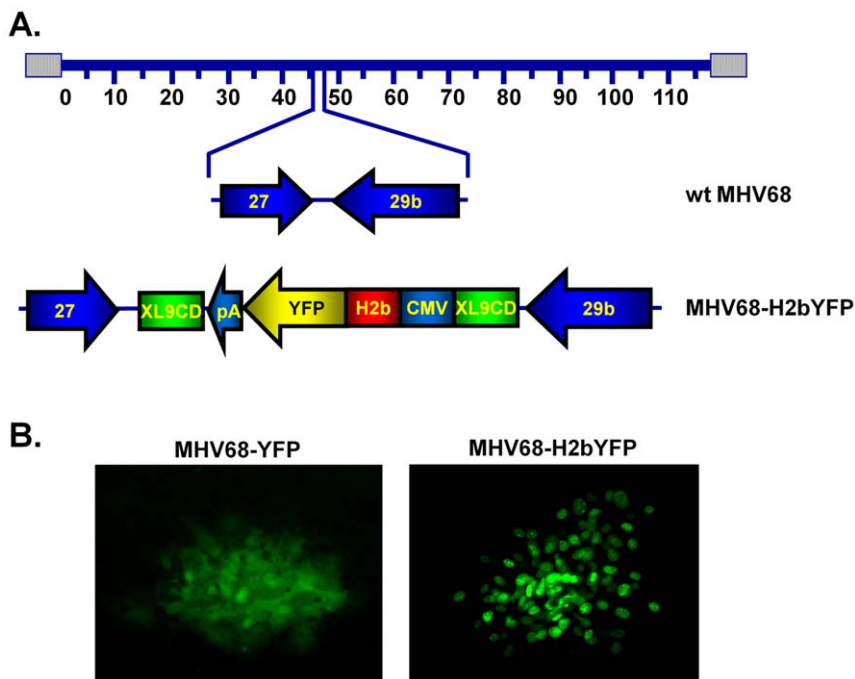 A.
0 10 20 30 40 50 60 70 80 90 100 110
27 29b wt MHV68
27 XL9CD pA YFP H2b CMV XL9CD 29b MHV68-H2bYFP
B.
MHV68-YFP MHV68-H2bYFP